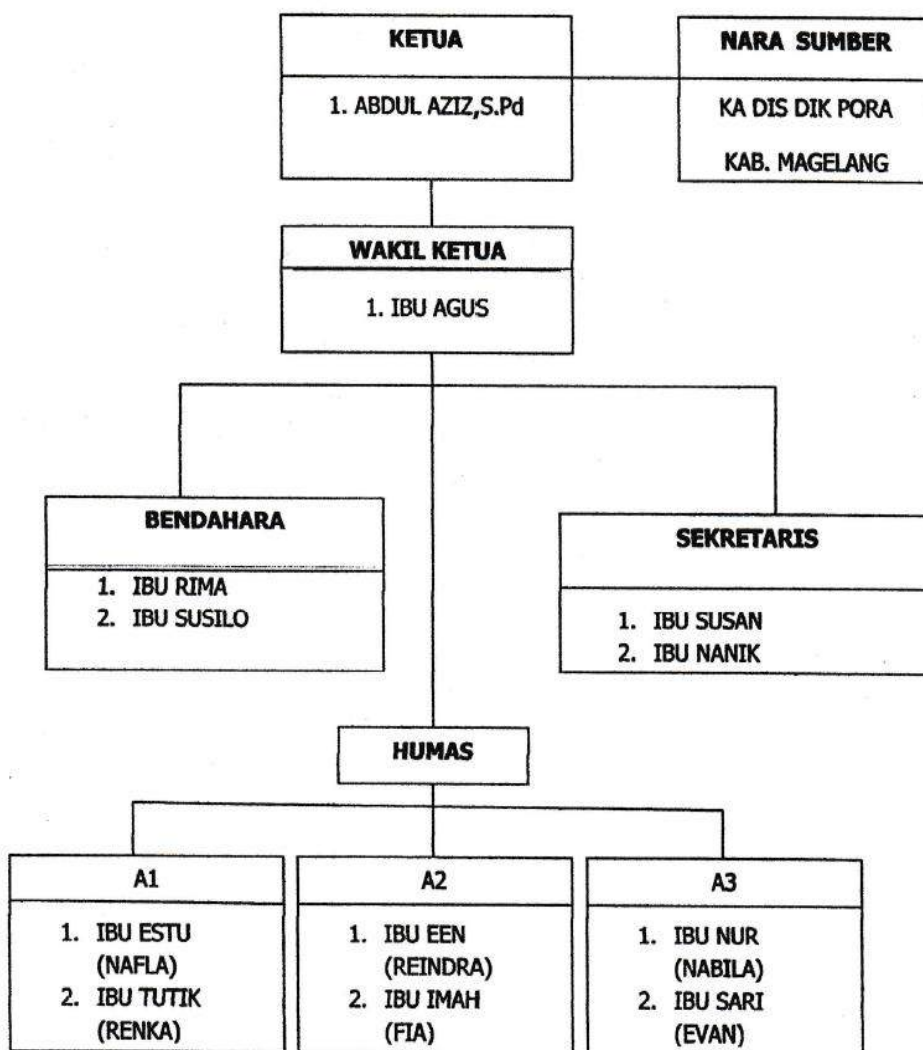 KETUA
1. ABDUL AZIZ,S.Pd
NARA SUMBER
KA DIS DIK PORA
KAB. MAGELANG
WAKIL KETUA
1. IBU AGUS
BENDAHARA
1. IBU RIMA
2. IBU SUSILO
SEKRETARIS
1. IBU SUSAN
2. IBU NANIK
HUMAS
A1
1. IBU ESTU
(NAFLA)
2. IBU TUTIK
(RENKA)
A2
1. IBU EEN
(REINDRA)
2. IBU IMAH
(FIA)
A3
1. IBU NUR
(NABILA)
2. IBU SARI
(EVAN)